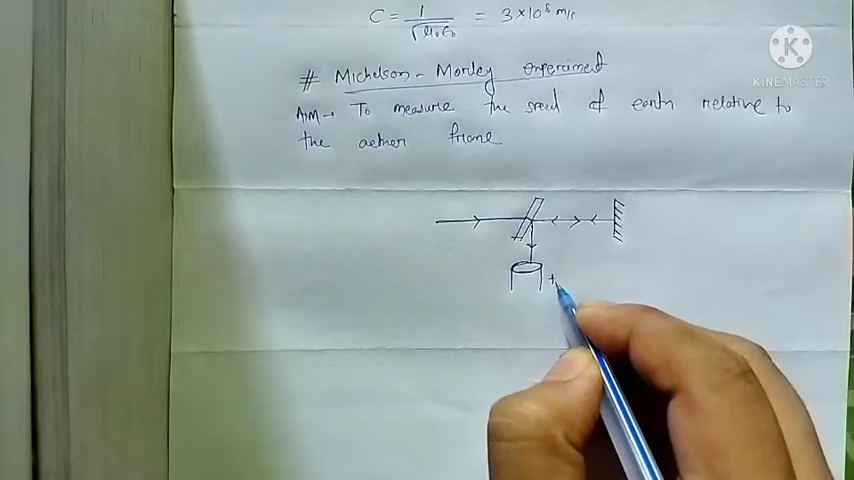 C = 1/√μ₀ε₀ = 3×10⁸ m/s
K
KINEMASTER
# Michelson - Morley experiment
AIM → To measure the speed of earth relative to
the aether frame
t